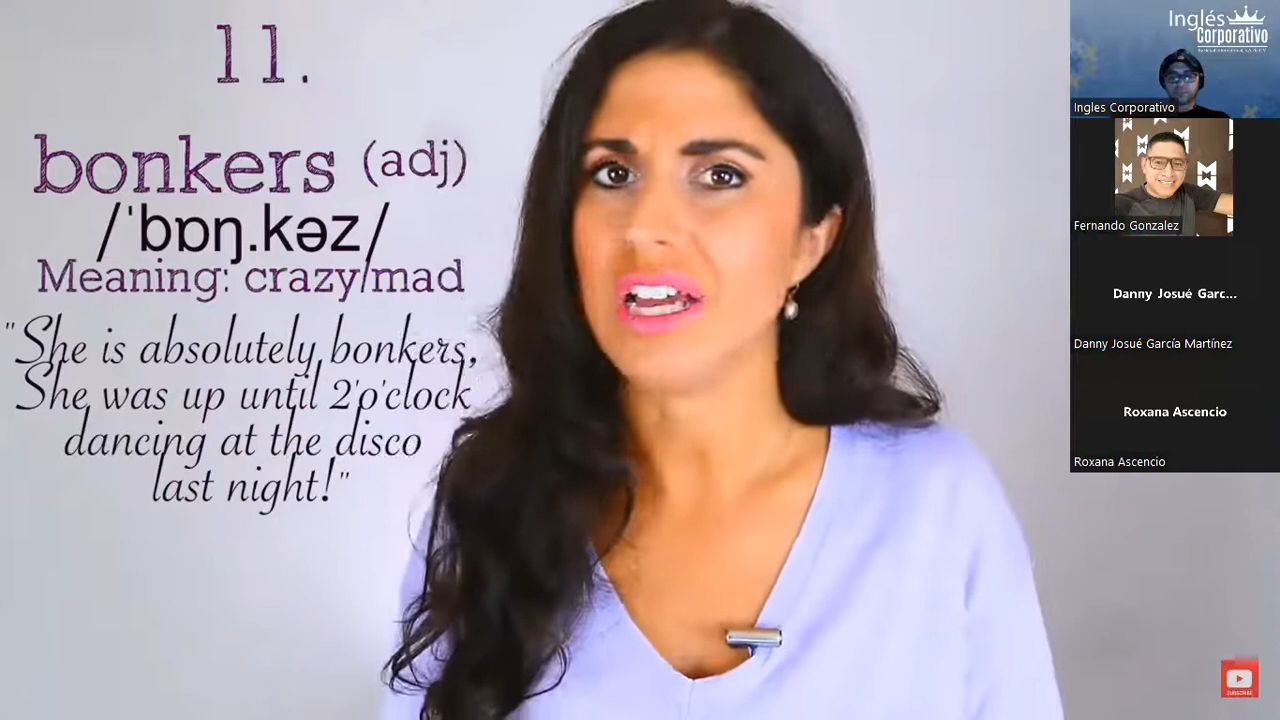 11.
bonkers (adj)
/ˈbɒŋ.kəz/
Meaning: crazy/mad
"She is absolutely bonkers,
She was up until 2'o'clock
dancing at the disco
last night!"
Inglés
Corporativo
Ingles Corporativo
Fernando Gonzalez
Danny Josué Garc...
Danny Josué García Martínez
Roxana Ascencio
Roxana Ascencio
SUBSCRIBE